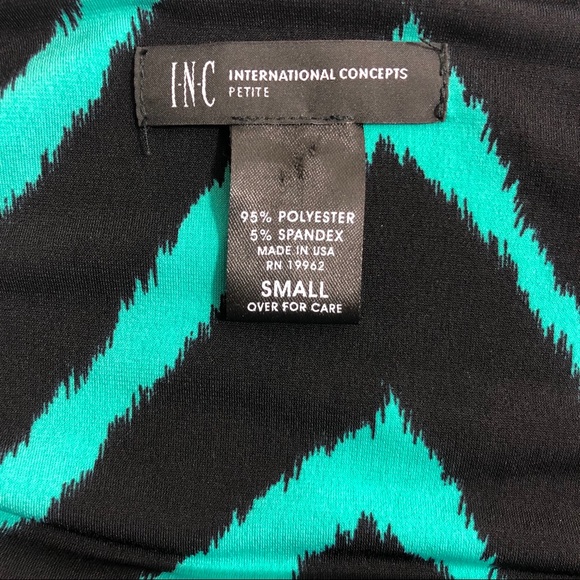 I·N·C INTERNATIONAL CONCEPTS
PETITE
95% POLYESTER
5% SPANDEX
MADE IN USA
RN 19962
SMALL
OVER FOR CARE